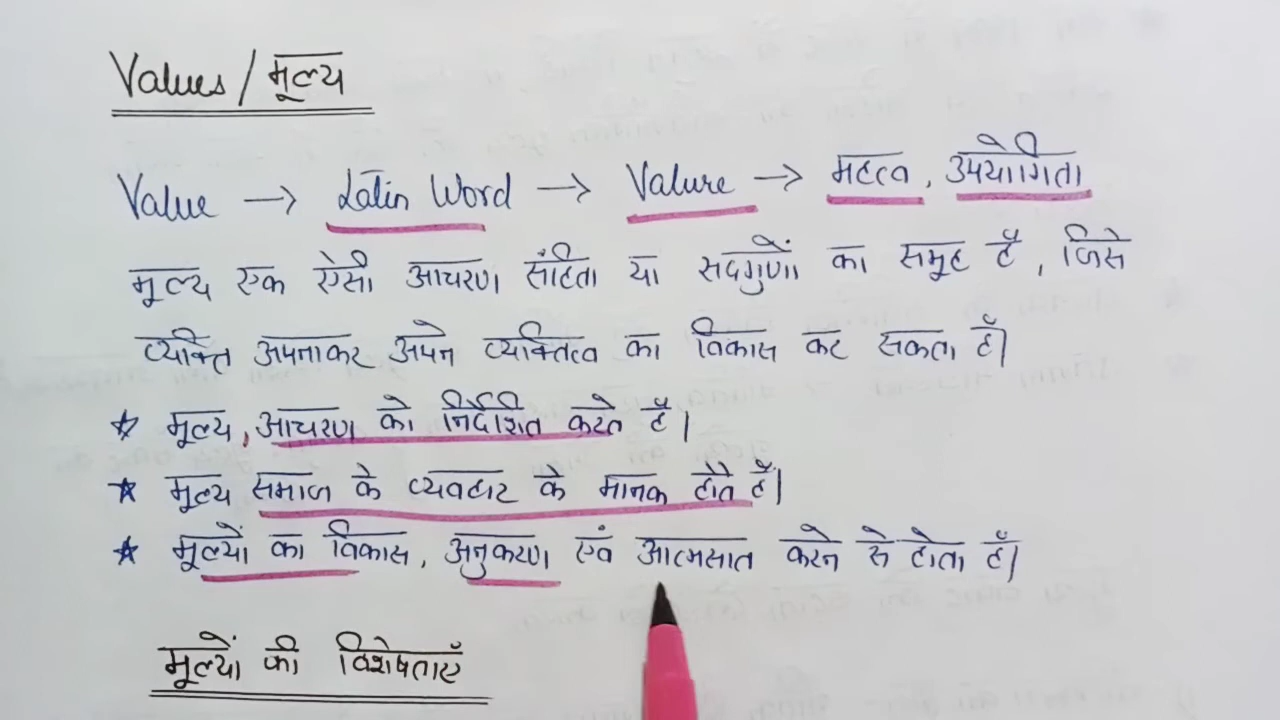 Values / मूल्य
Value → Latin Word → Valure → महत्व, उपयोगिता
मूल्य एक ऐसी आचरण संहिता या सदगुणों का समूह है, जिसे
व्यक्ति अपनाकर अपने व्यक्तित्व का विकास कर सकता है।
★ मूल्य, आचरण को निर्देशित करते हैं।
★ मूल्य समाज के व्यवहार के मानक होते हैं।
★ मूल्यों का विकास, अनुकरण एवं आत्मसात करने से होता है।
मूल्यों की विशेषताएँ